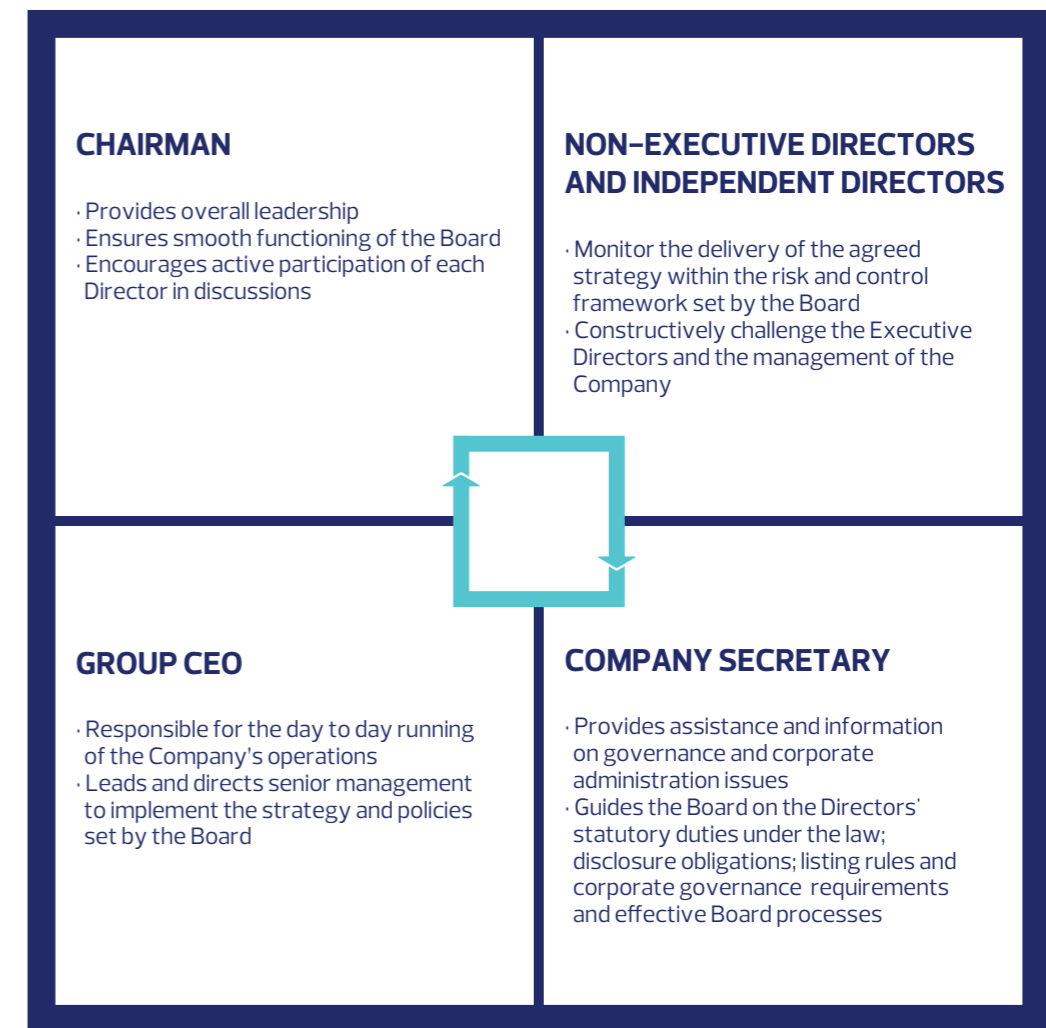 CHAIRMAN
· Provides overall leadership
· Ensures smooth functioning of the Board
· Encourages active participation of each
Director in discussions
NON-EXECUTIVE DIRECTORS
AND INDEPENDENT DIRECTORS
· Monitor the delivery of the agreed
strategy within the risk and control
framework set by the Board
· Constructively challenge the Executive
Directors and the management of the
Company
GROUP CEO
· Responsible for the day to day running
of the Company's operations
· Leads and directs senior management
to implement the strategy and policies
set by the Board
COMPANY SECRETARY
· Provides assistance and information
on governance and corporate
administration issues
· Guides the Board on the Directors'
statutory duties under the law;
disclosure obligations; listing rules and
corporate governance requirements
and effective Board processes